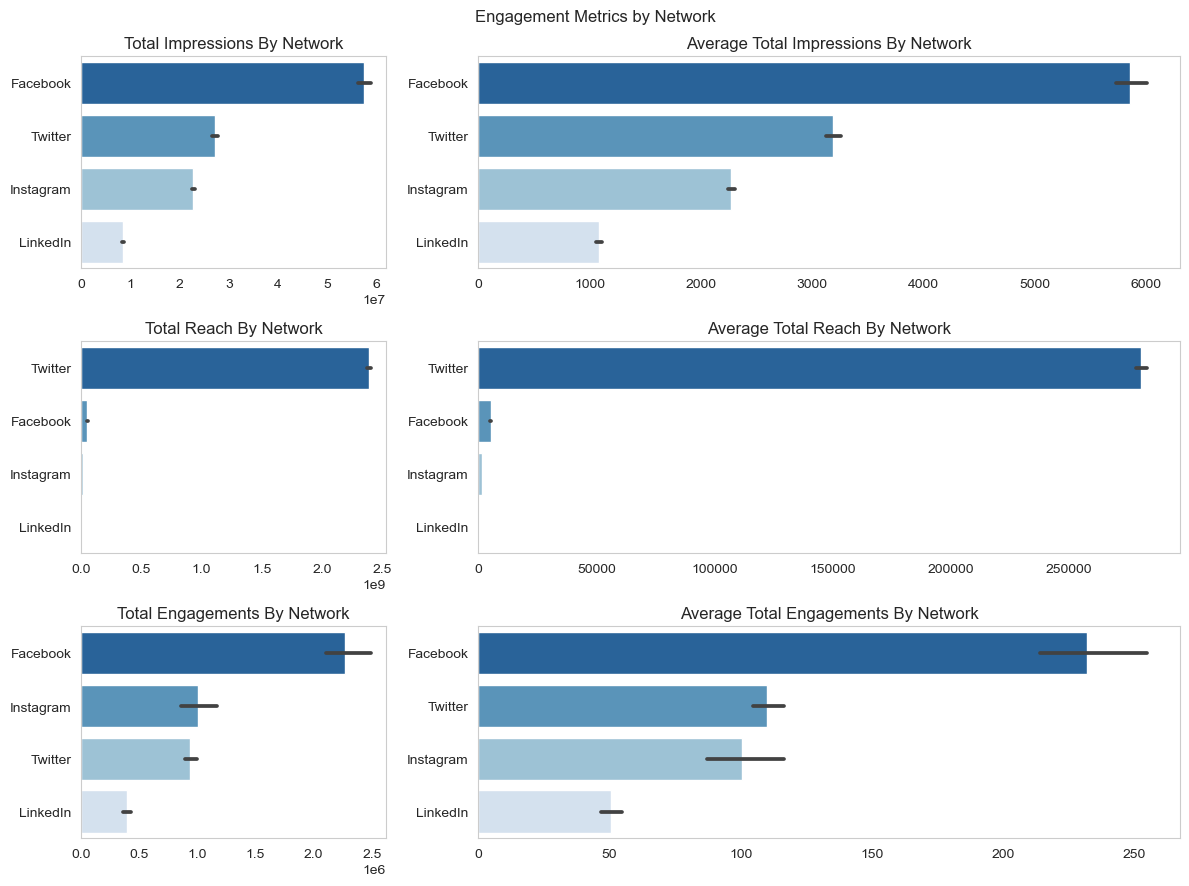 Engagement Metrics by Network
Total Impressions By Network
Facebook
Twitter
Instagram
LinkedIn
0 1 2 3 4 5 6
1e7
Average Total Impressions By Network
Facebook
Twitter
Instagram
LinkedIn
0 1000 2000 3000 4000 5000 6000
Total Reach By Network
Twitter
Facebook
Instagram
LinkedIn
0.0 0.5 1.0 1.5 2.0 2.5
1e9
Average Total Reach By Network
Twitter
Facebook
Instagram
LinkedIn
0 50000 100000 150000 200000 250000
Total Engagements By Network
Facebook
Instagram
Twitter
LinkedIn
0.0 0.5 1.0 1.5 2.0 2.5
1e6
Average Total Engagements By Network
Facebook
Twitter
Instagram
LinkedIn
0 50 100 150 200 250